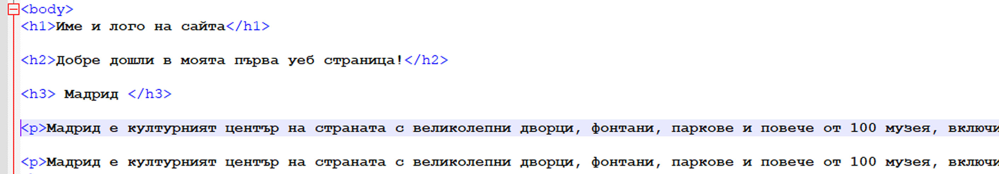 <body>
<h1>Име и лого на сайта</h1>
<h2>Добре дошли в моята първа уеб страница!</h2>
<h3> Мадрид </h3>
<p>Мадрид е културният център на страната с великолепни дворци, фонтани, паркове и повече от 100 музея,
<p>Мадрид е културният център на страната с великолепни дворци, фонтани, паркове и повече от 100 музея,